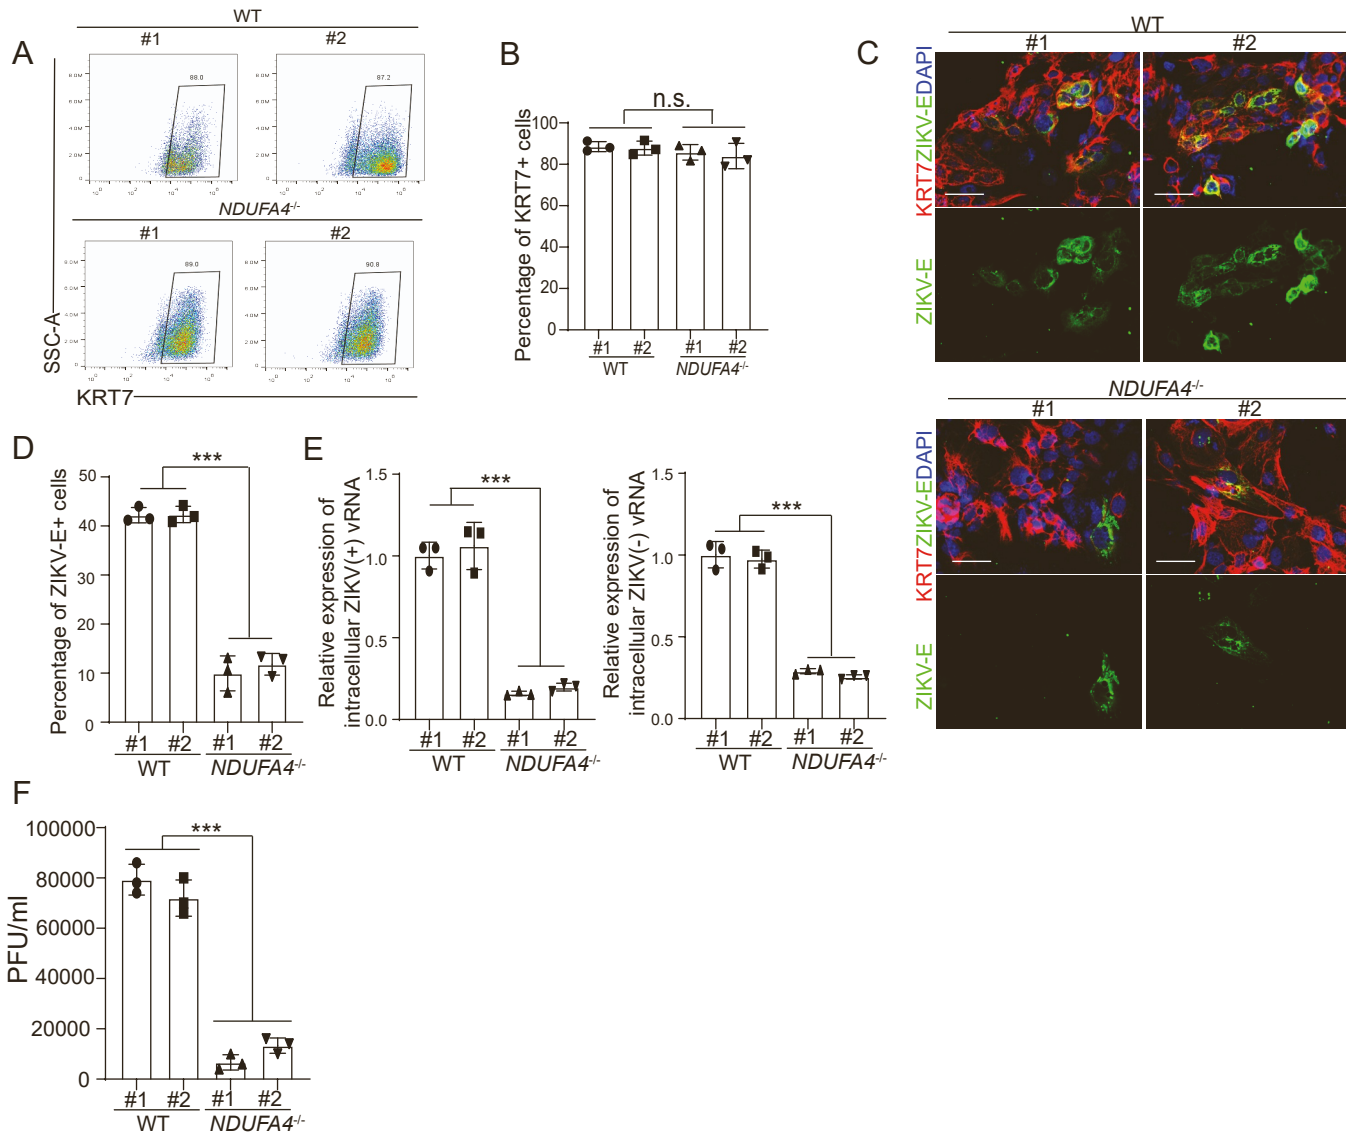 A
WT
#1
#2
88.0
87.2
NDUFA4-/-
#1
#2
89.0
90.8
SSC-A
KRT7
B
n.s.
Percentage of KRT7+ cells
100
80
60
40
20
0
#1 #2 #1 #2
WT NDUFA4-/-
C
WT
#1 #2
KRT7ZIKV-EDAPI
ZIKV-E
NDUFA4-/-
#1 #2
KRT7ZIKV-EDAPI
ZIKV-E
D
***
Percentage of ZIKV-E+ cells
50
40
30
20
10
0
#1 #2 #1 #2
WT NDUFA4-/-
E
***
Relative expression of
intracellular ZIKV(+) vRNA
1.5
1.0
0.5
0.0
#1 #2 #1 #2
WT NDUFA4-/-
***
Relative expression of
intracellular ZIKV(-) vRNA
1.5
1.0
0.5
0.0
#1 #2 #1 #2
WT NDUFA4-/-
F
***
PFU/ml
100000
80000
60000
40000
20000
0
#1 #2 #1 #2
WT NDUFA4-/-